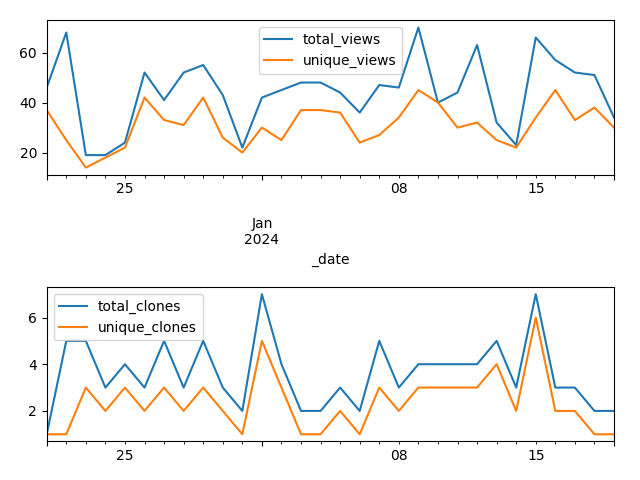 total_views
unique_views
60
40
20
25
08
15
Jan
2024
_date
total_clones
unique_clones
6
4
2
25
08
15